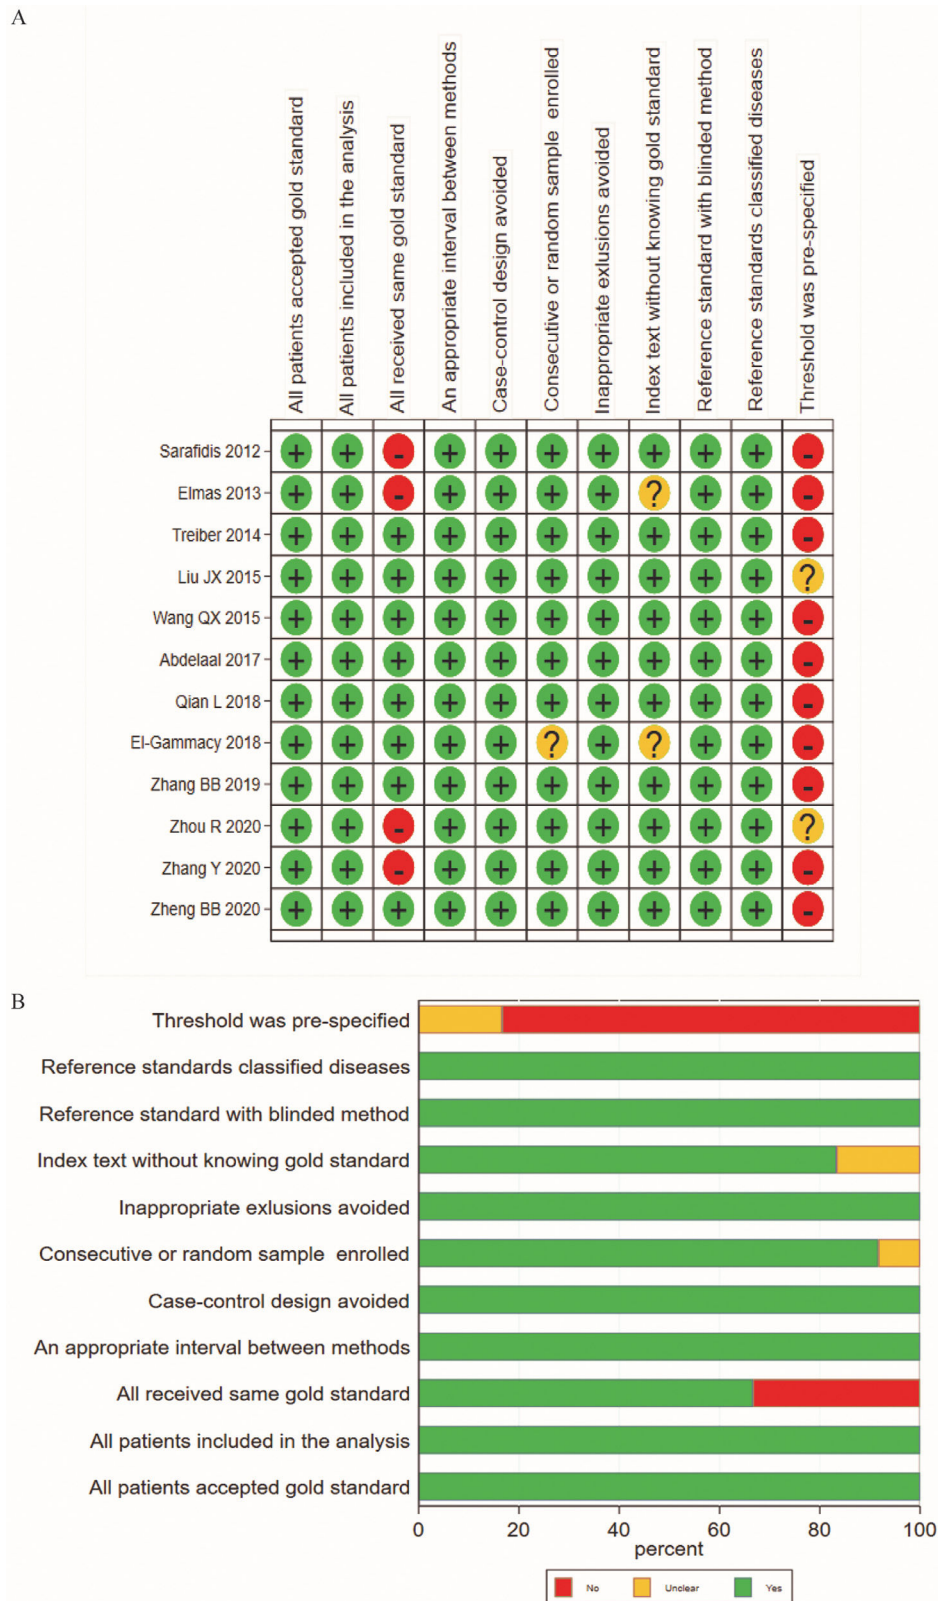 A
All patients accepted gold standard
All patients included in the analysis
All received same gold standard
An appropriate interval between methods
Case-control design avoided
Consecutive or random sample  enrolled
Inappropriate exlusions avoided
Index text without knowing gold standard
Reference standard with blinded method
Reference standards classified diseases
Threshold was pre-specified
Sarafidis 2012 + + - + + + + + + + -
Elmas 2013 + + - + + + + ? + + -
Treiber 2014 + + + + + + + + + + -
Liu JX 2015 + + + + + + + + + + ?
Wang QX 2015 + + + + + + + + + + -
Abdelaal 2017 + + + + + + + + + + -
Qian L 2018 + + + + + + + + + + -
El-Gammacy 2018 + + + + + ? + ? + + -
Zhang BB 2019 + + + + + + + + + + -
Zhou R 2020 + + - + + + + + + + ?
Zhang Y 2020 + + - + + + + + + + -
Zheng BB 2020 + + + + + + + + + + -
B
Threshold was pre-specified
Reference standards classified diseases
Reference standard with blinded method
Index text without knowing gold standard
Inappropriate exlusions avoided
Consecutive or random sample  enrolled
Case-control design avoided
An appropriate interval between methods
All received same gold standard
All patients included in the analysis
All patients accepted gold standard
0 20 40 60 80 100
percent
No Unclear Yes